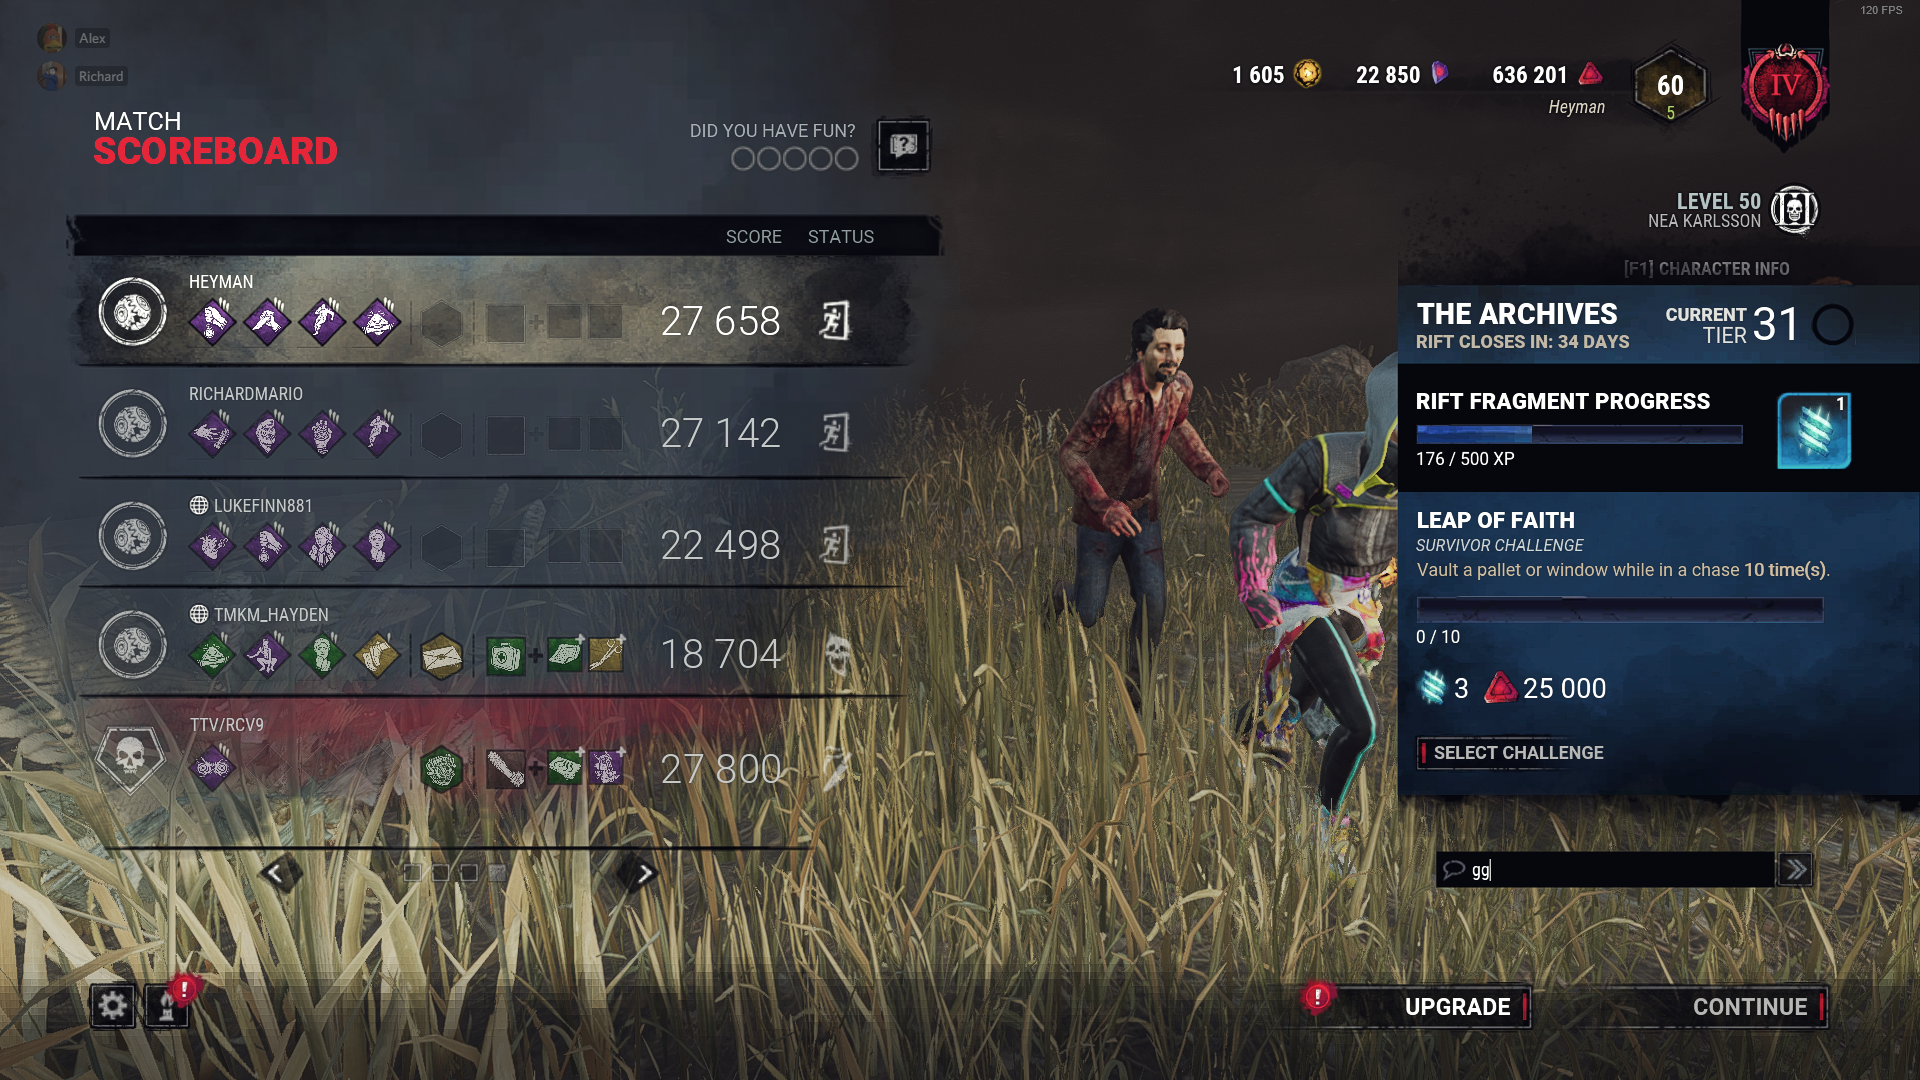 120 FPS
Alex
Richard
1 605
22 850
636 201
Heyman
60
5
IV
MATCH
SCOREBOARD
DID YOU HAVE FUN?
LEVEL 50
NEA KARLSSON
[F1] CHARACTER INFO
SCORE STATUS
HEYMAN
27 658
RICHARDMARIO
27 142
LUKEFINN881
22 498
TMKM_HAYDEN
18 704
TTV/RCV9
27 800
THE ARCHIVES
RIFT CLOSES IN: 34 DAYS
CURRENT
TIER 31
RIFT FRAGMENT PROGRESS
1
176 / 500 XP
LEAP OF FAITH
SURVIVOR CHALLENGE
Vault a pallet or window while in a chase 10 time(s).
0 / 10
3 25 000
SELECT CHALLENGE
gg
UPGRADE
CONTINUE